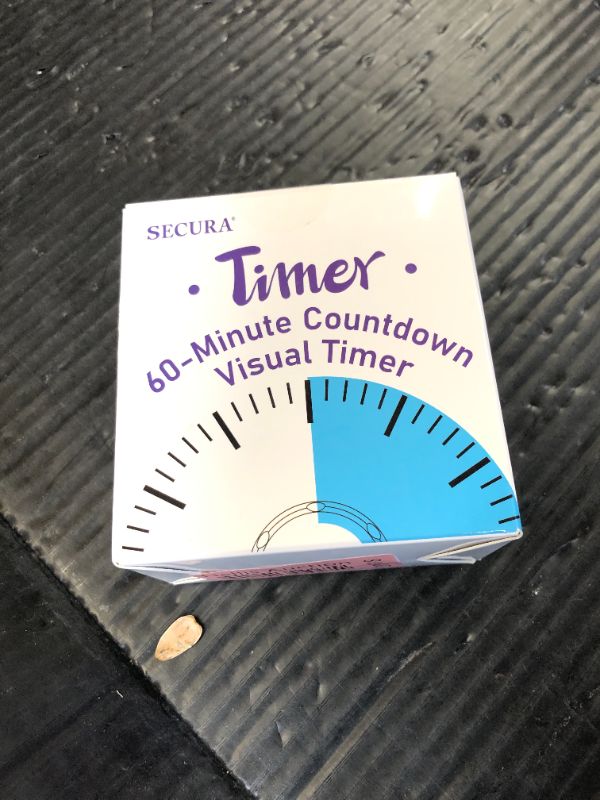 SECURA®
• Timer •
60-Minute Countdown
Visual Timer